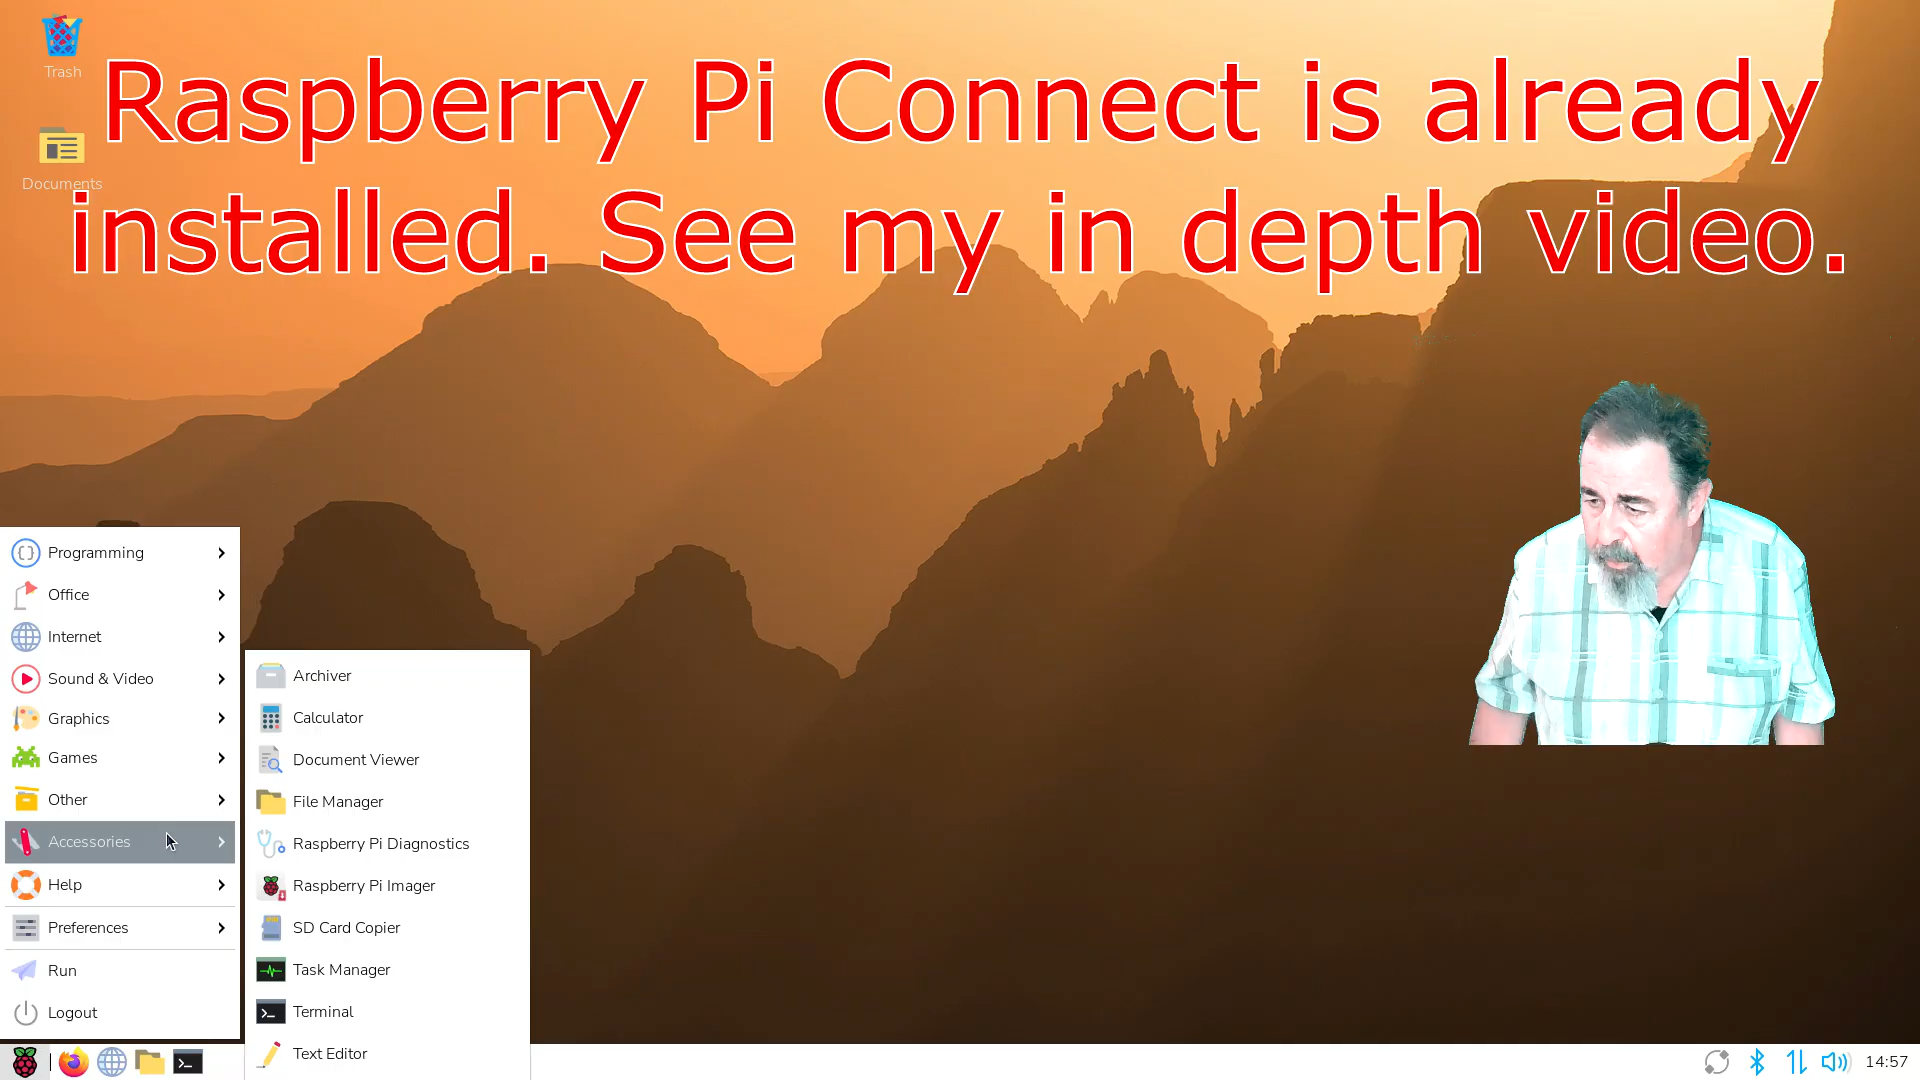 Trash
Raspberry Pi Connect is already
Documents
installed. See my in depth video.
Programming
Office
Internet
Sound & Video
Graphics
Games
Other
Accessories
Help
Preferences
Run
Logout
Archiver
Calculator
Document Viewer
File Manager
Raspberry Pi Diagnostics
Raspberry Pi Imager
SD Card Copier
Task Manager
Terminal
Text Editor
14:57